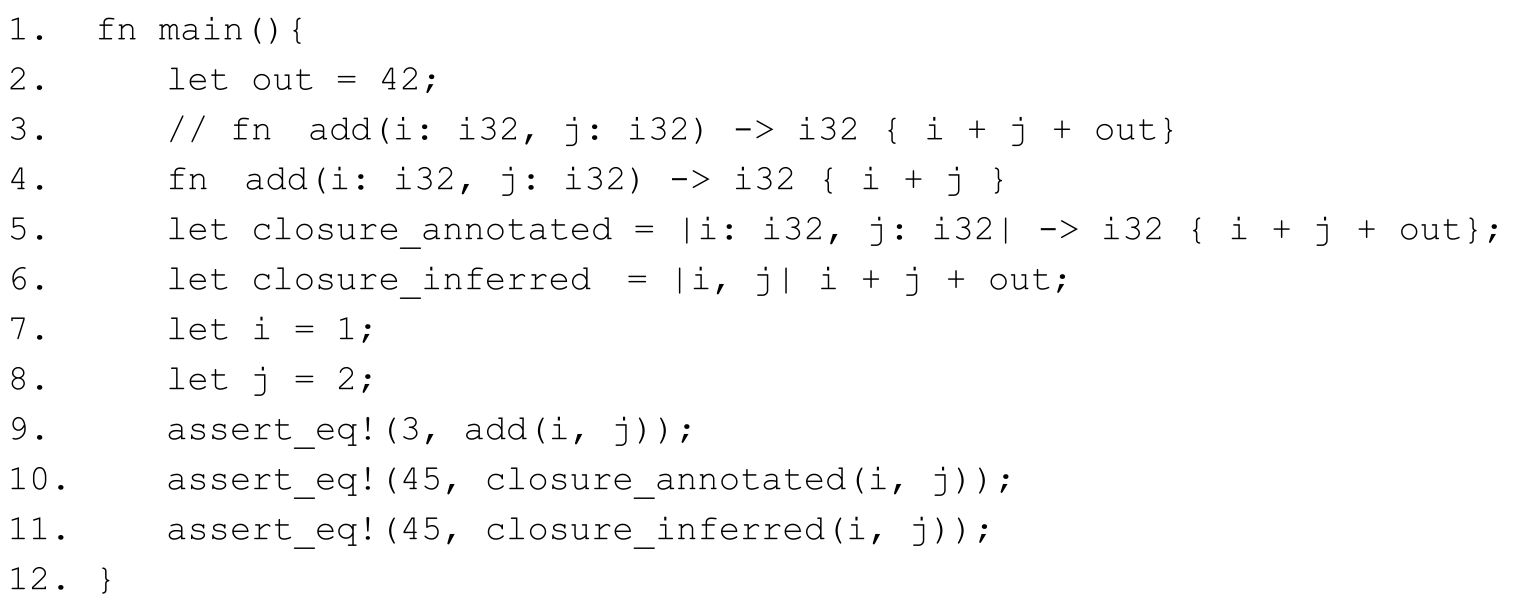 1. fn main(){
2. let out = 42;
3. // fn add(i: i32, j: i32) -> i32 { i + j + out}
4. fn add(i: i32, j: i32) -> i32 { i + j }
5. let closure_annotated = |i: i32, j: i32| -> i32 { i + j + out};
6. let closure_inferred = |i, j| i + j + out;
7. let i = 1;
8. let j = 2;
9. assert_eq!(3, add(i, j));
10. assert_eq!(45, closure_annotated(i, j));
11. assert_eq!(45, closure_inferred(i, j));
12. }